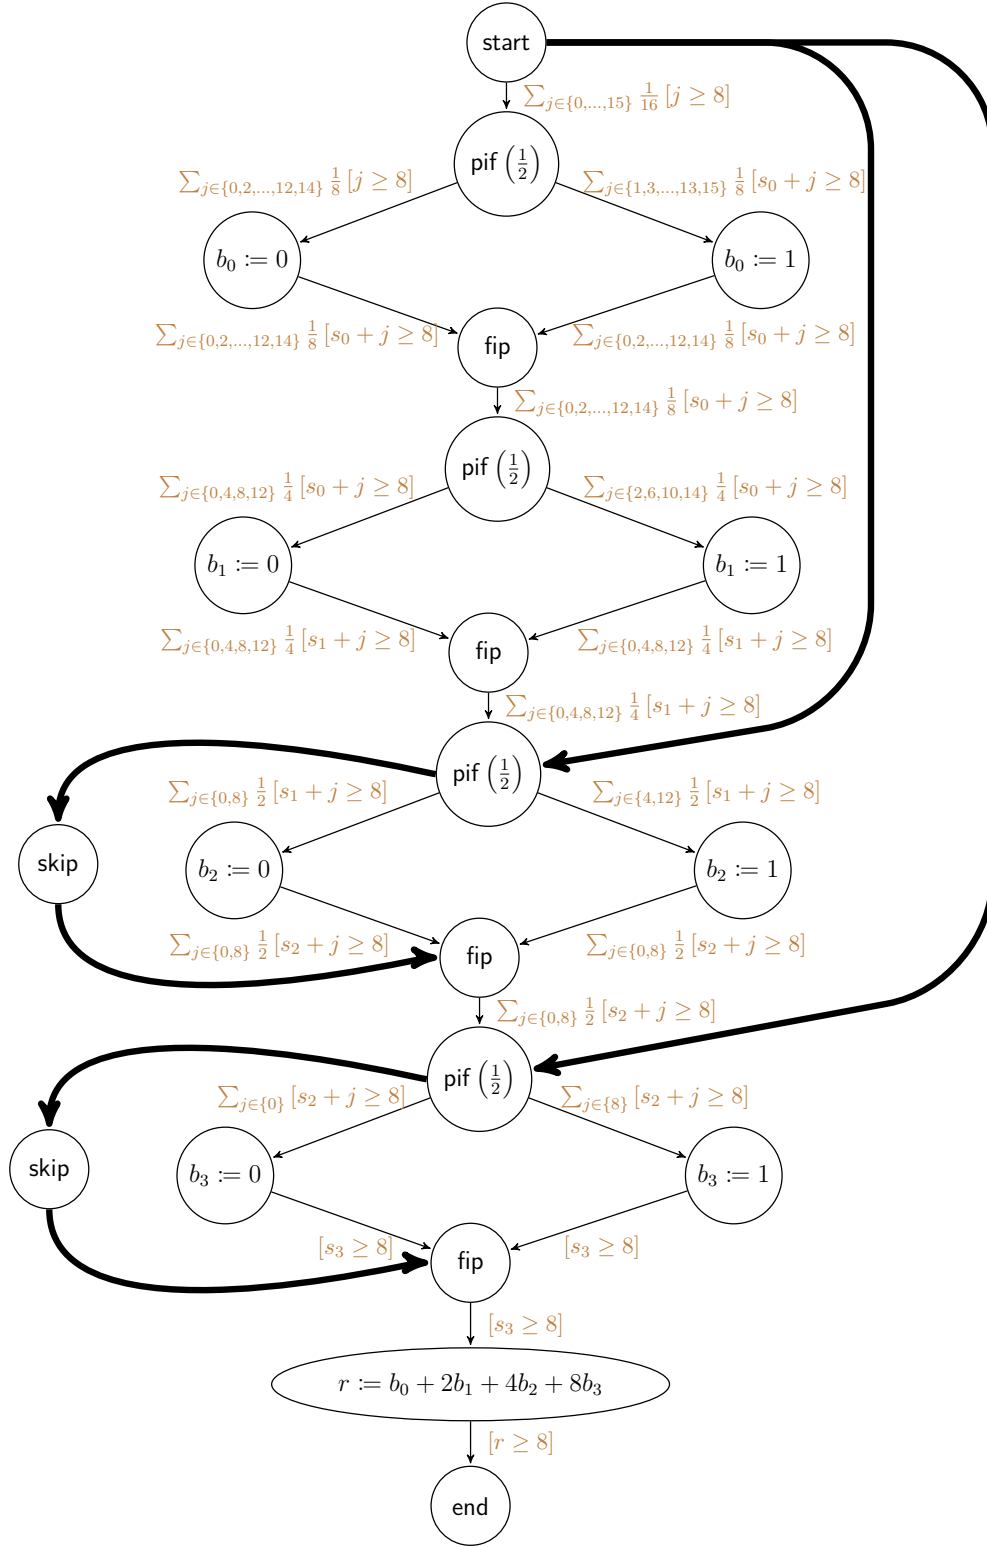 start
∑_{j∈{0,...,15}} 1/16 [j ≥ 8]
pif (1/2)
∑_{j∈{0,2,...,12,14}} 1/8 [j ≥ 8]
∑_{j∈{1,3,...,13,15}} 1/8 [s_0 + j ≥ 8]
b_0 := 0
b_0 := 1
∑_{j∈{0,2,...,12,14}} 1/8 [s_0 + j ≥ 8]
fip
∑_{j∈{0,2,...,12,14}} 1/8 [s_0 + j ≥ 8]
∑_{j∈{0,2,...,12,14}} 1/8 [s_0 + j ≥ 8]
pif (1/2)
∑_{j∈{0,4,8,12}} 1/4 [s_0 + j ≥ 8]
∑_{j∈{2,6,10,14}} 1/4 [s_0 + j ≥ 8]
b_1 := 0
b_1 := 1
∑_{j∈{0,4,8,12}} 1/4 [s_1 + j ≥ 8]
fip
∑_{j∈{0,4,8,12}} 1/4 [s_1 + j ≥ 8]
∑_{j∈{0,4,8,12}} 1/4 [s_1 + j ≥ 8]
pif (1/2)
∑_{j∈{0,8}} 1/2 [s_1 + j ≥ 8]
∑_{j∈{4,12}} 1/2 [s_1 + j ≥ 8]
skip
b_2 := 0
b_2 := 1
∑_{j∈{0,8}} 1/2 [s_2 + j ≥ 8]
fip
∑_{j∈{0,8}} 1/2 [s_2 + j ≥ 8]
∑_{j∈{0,8}} 1/2 [s_2 + j ≥ 8]
pif (1/2)
∑_{j∈{0}} [s_2 + j ≥ 8]
∑_{j∈{8}} [s_2 + j ≥ 8]
skip
b_3 := 0
b_3 := 1
[s_3 ≥ 8]
fip
[s_3 ≥ 8]
[s_3 ≥ 8]
r := b_0 + 2b_1 + 4b_2 + 8b_3
[r ≥ 8]
end